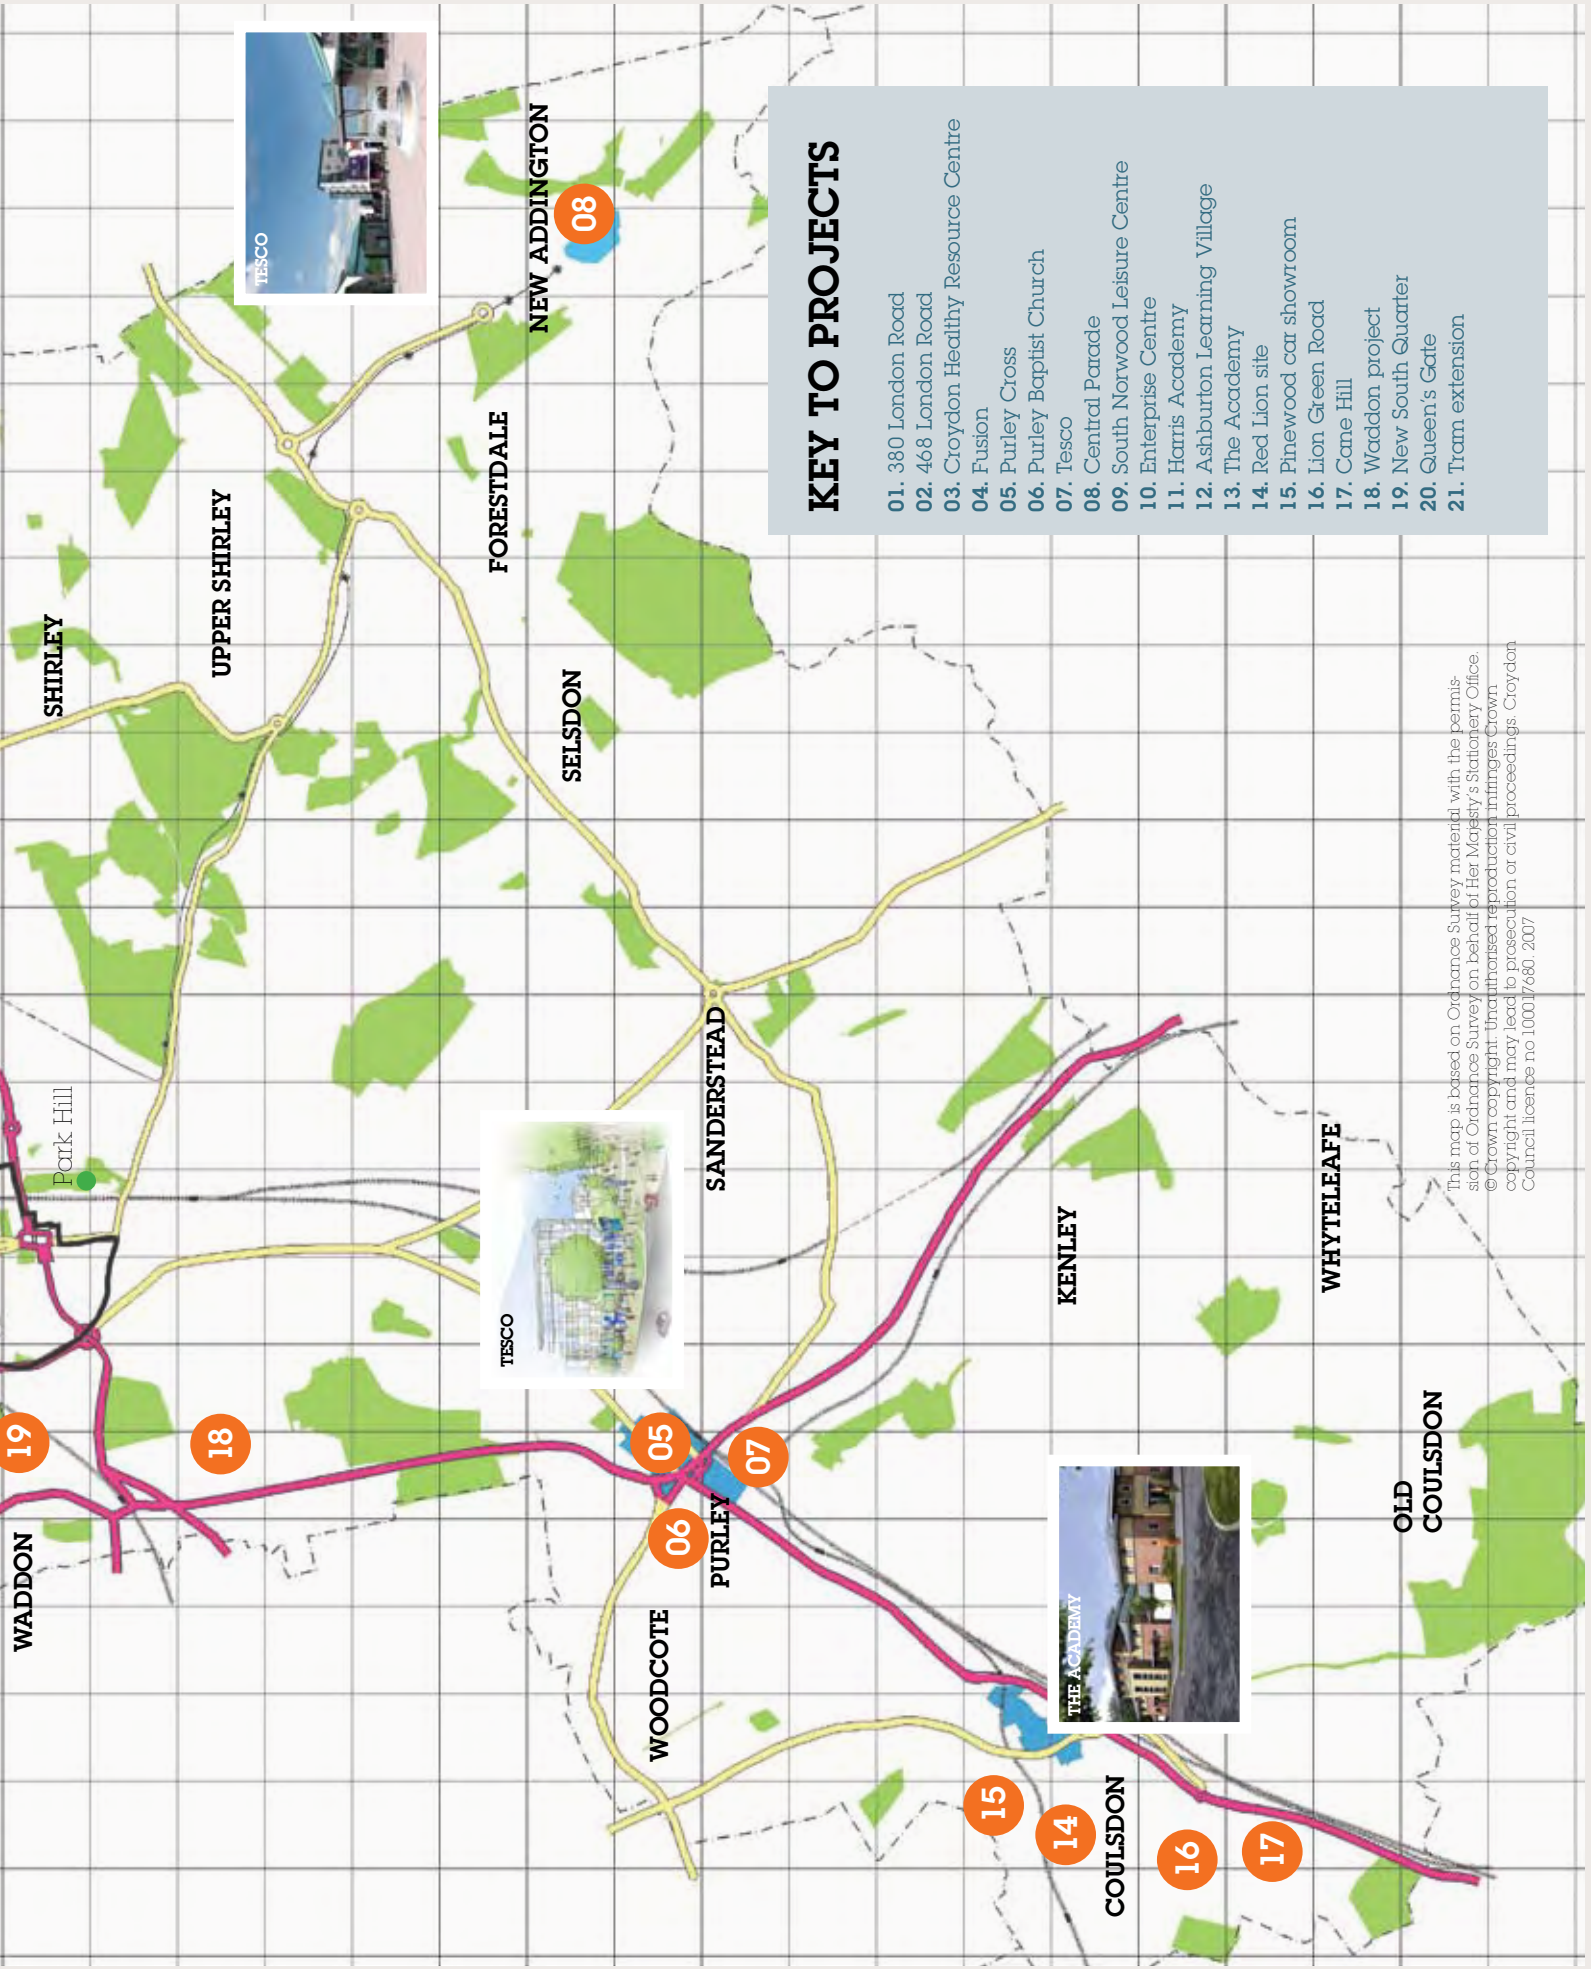 WADDON
19
18
Park Hill
SHIRLEY
UPPER SHIRLEY
TESCO
NEW ADDINGTON
08
FORESTDALE
SELSDON
SANDERSTEAD
TESCO
05
06
07
PURLEY
WOODCOTE
KENLEY
WHYTELEAFE
OLD
COULSDON
THE ACADEMY
15
14
COULSDON
16
17
KEY TO PROJECTS
01. 380 London Road
02. 468 London Road
03. Croydon Healthy Resource Centre
04. Fusion
05. Purley Cross
06. Purley Baptist Church
07. Tesco
08. Central Parade
09. South Norwood Leisure Centre
10. Enterprise Centre
11. Harris Academy
12. Ashburton Learning Village
13. The Academy
14. Red Lion site
15. Pinewood car showroom
16. Lion Green Road
17. Cane Hill
18. Waddon project
19. New South Quarter
20. Queen's Gate
21. Tram extension
This map is based on Ordnance Survey material with the permis-
sion of Ordnance Survey on behalf of Her Majesty's Stationery Office.
© Crown copyright. Unauthorised reproduction infringes Crown
copyright and may lead to prosecution or civil proceedings. Croydon
Council licence no 100017680. 2007